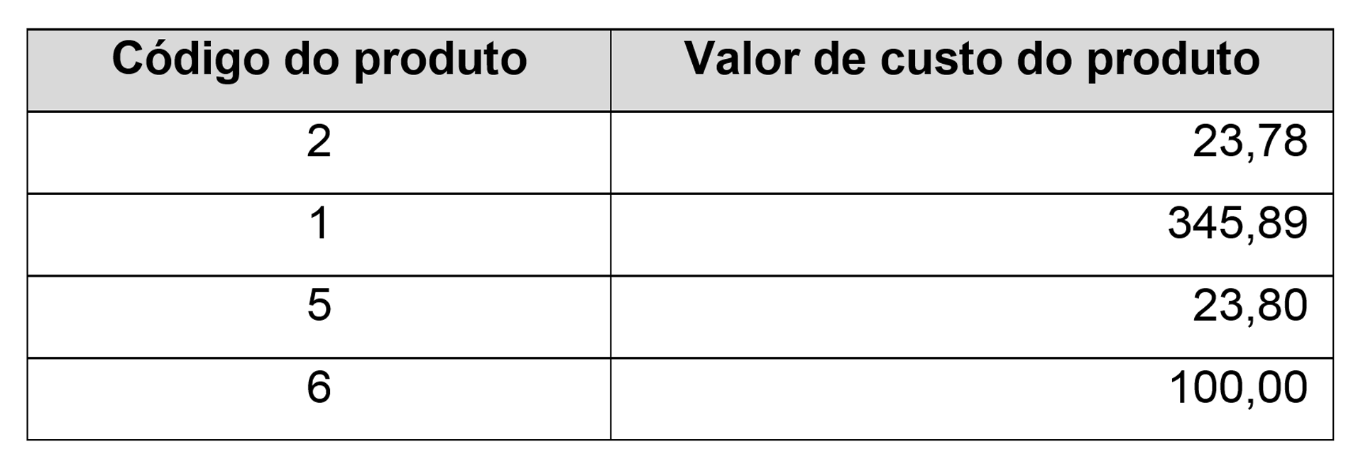 Código do produto Valor de custo do produto
2 23,78
1 345,89
5 23,80
6 100,00